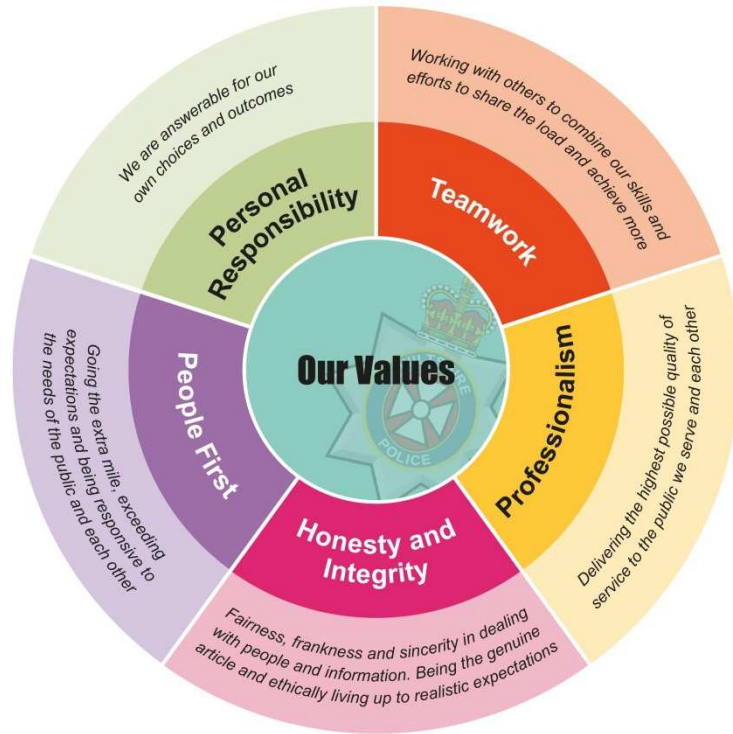 Our Values
Teamwork
Working with others to combine our skills and
efforts to share the load and achieve more
Professionalism
Delivering the highest possible quality of
service to the public we serve and each other
Honesty and
Integrity
Fairness, frankness and sincerity in dealing
with people and information. Being the genuine
article and ethically living up to realistic expectations
People First
Going the extra mile, exceeding
expectations and being responsive to
the needs of the public and each other
Personal
Responsibility
We are answerable for our
own choices and outcomes
POLICE